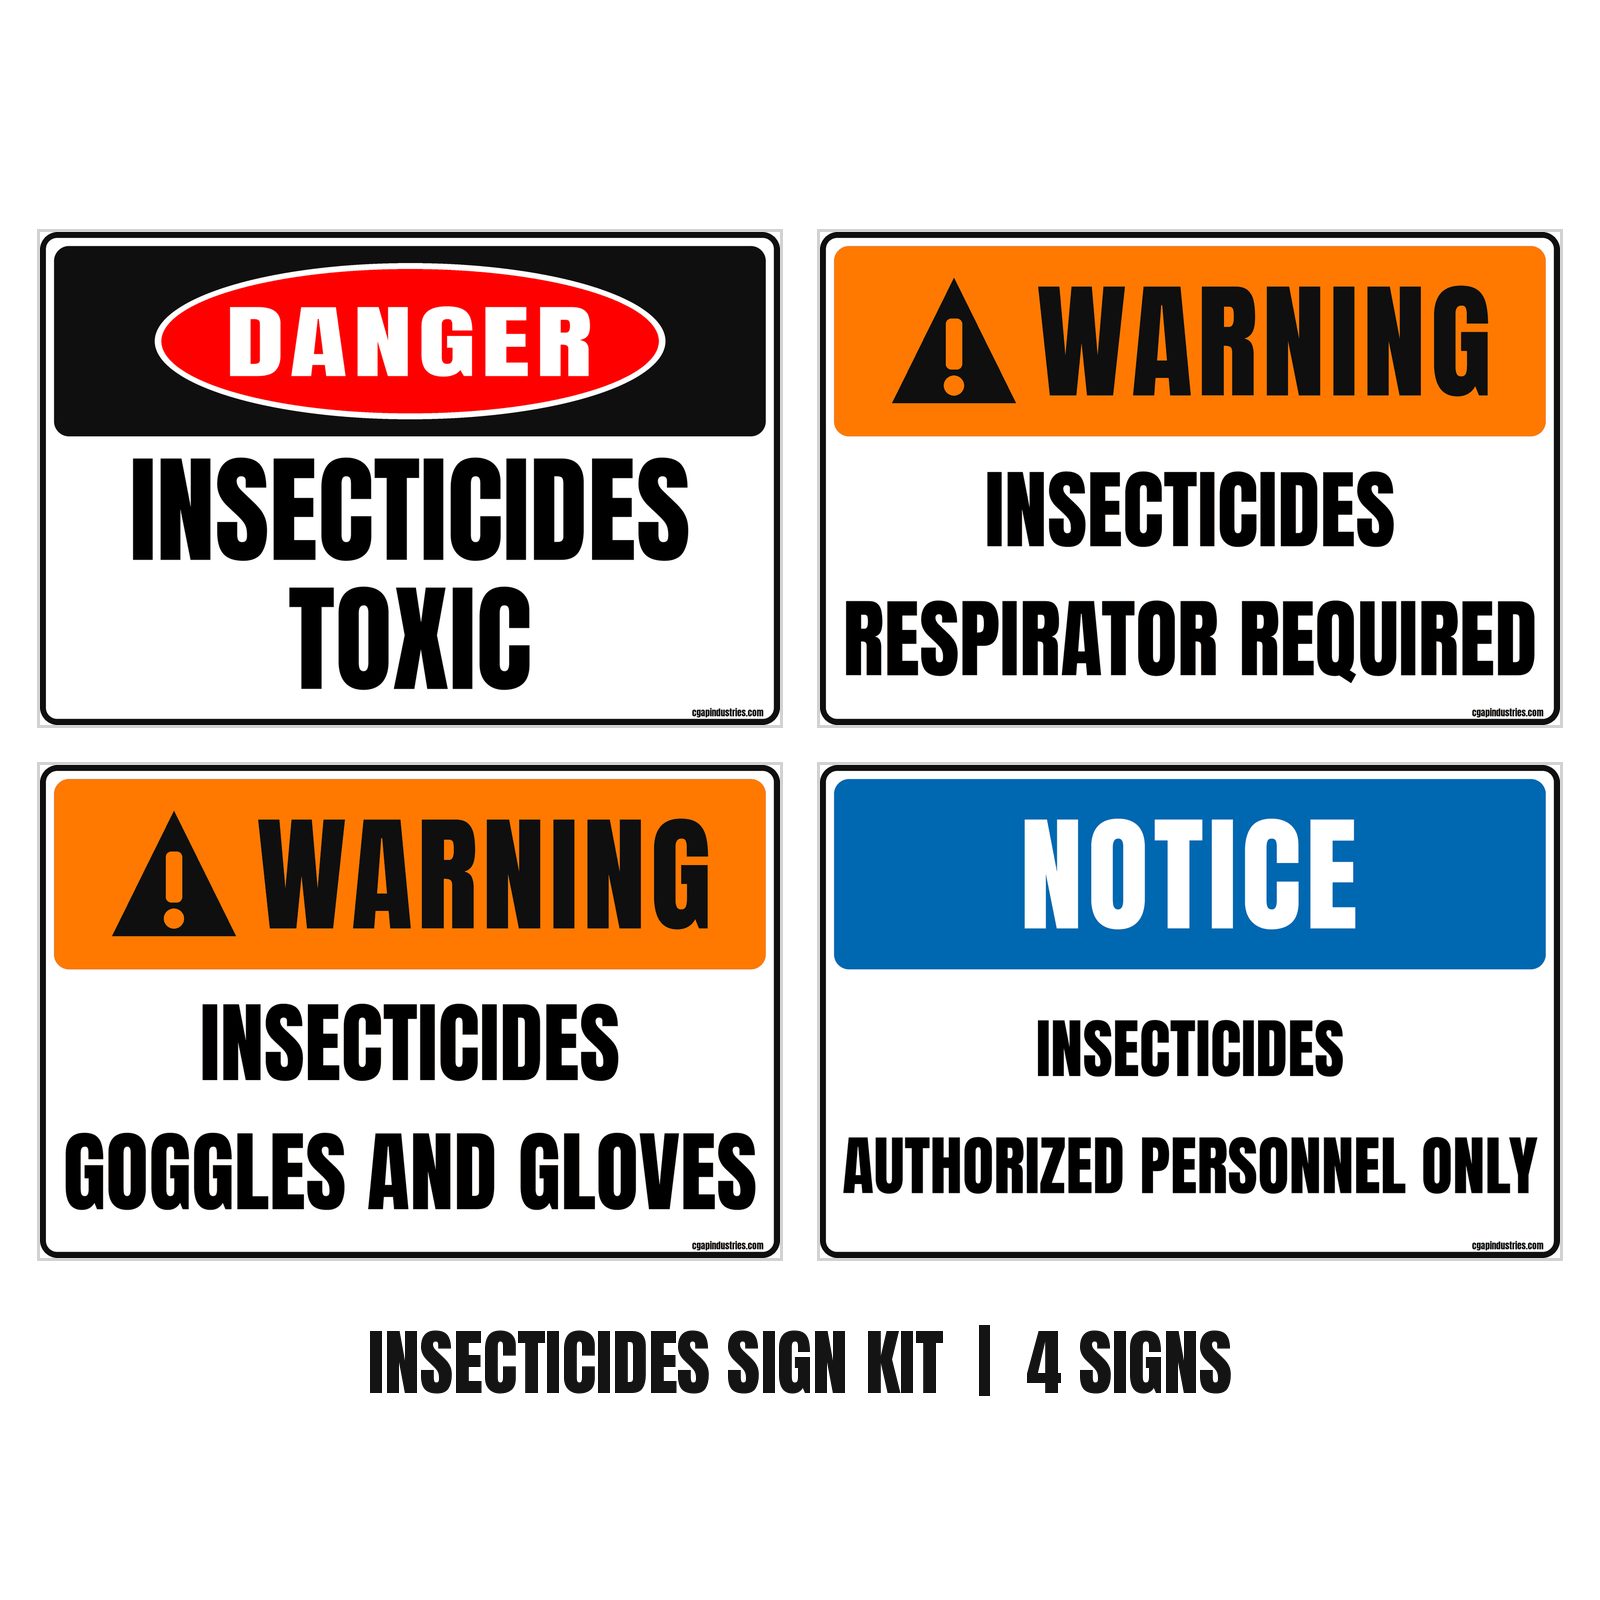 DANGER
INSECTICIDES
TOXIC
cgapindustries.com
WARNING
INSECTICIDES
RESPIRATOR REQUIRED
cgapindustries.com
WARNING
INSECTICIDES
GOGGLES AND GLOVES
cgapindustries.com
NOTICE
INSECTICIDES
AUTHORIZED PERSONNEL ONLY
cgapindustries.com
INSECTICIDES SIGN KIT | 4 SIGNS